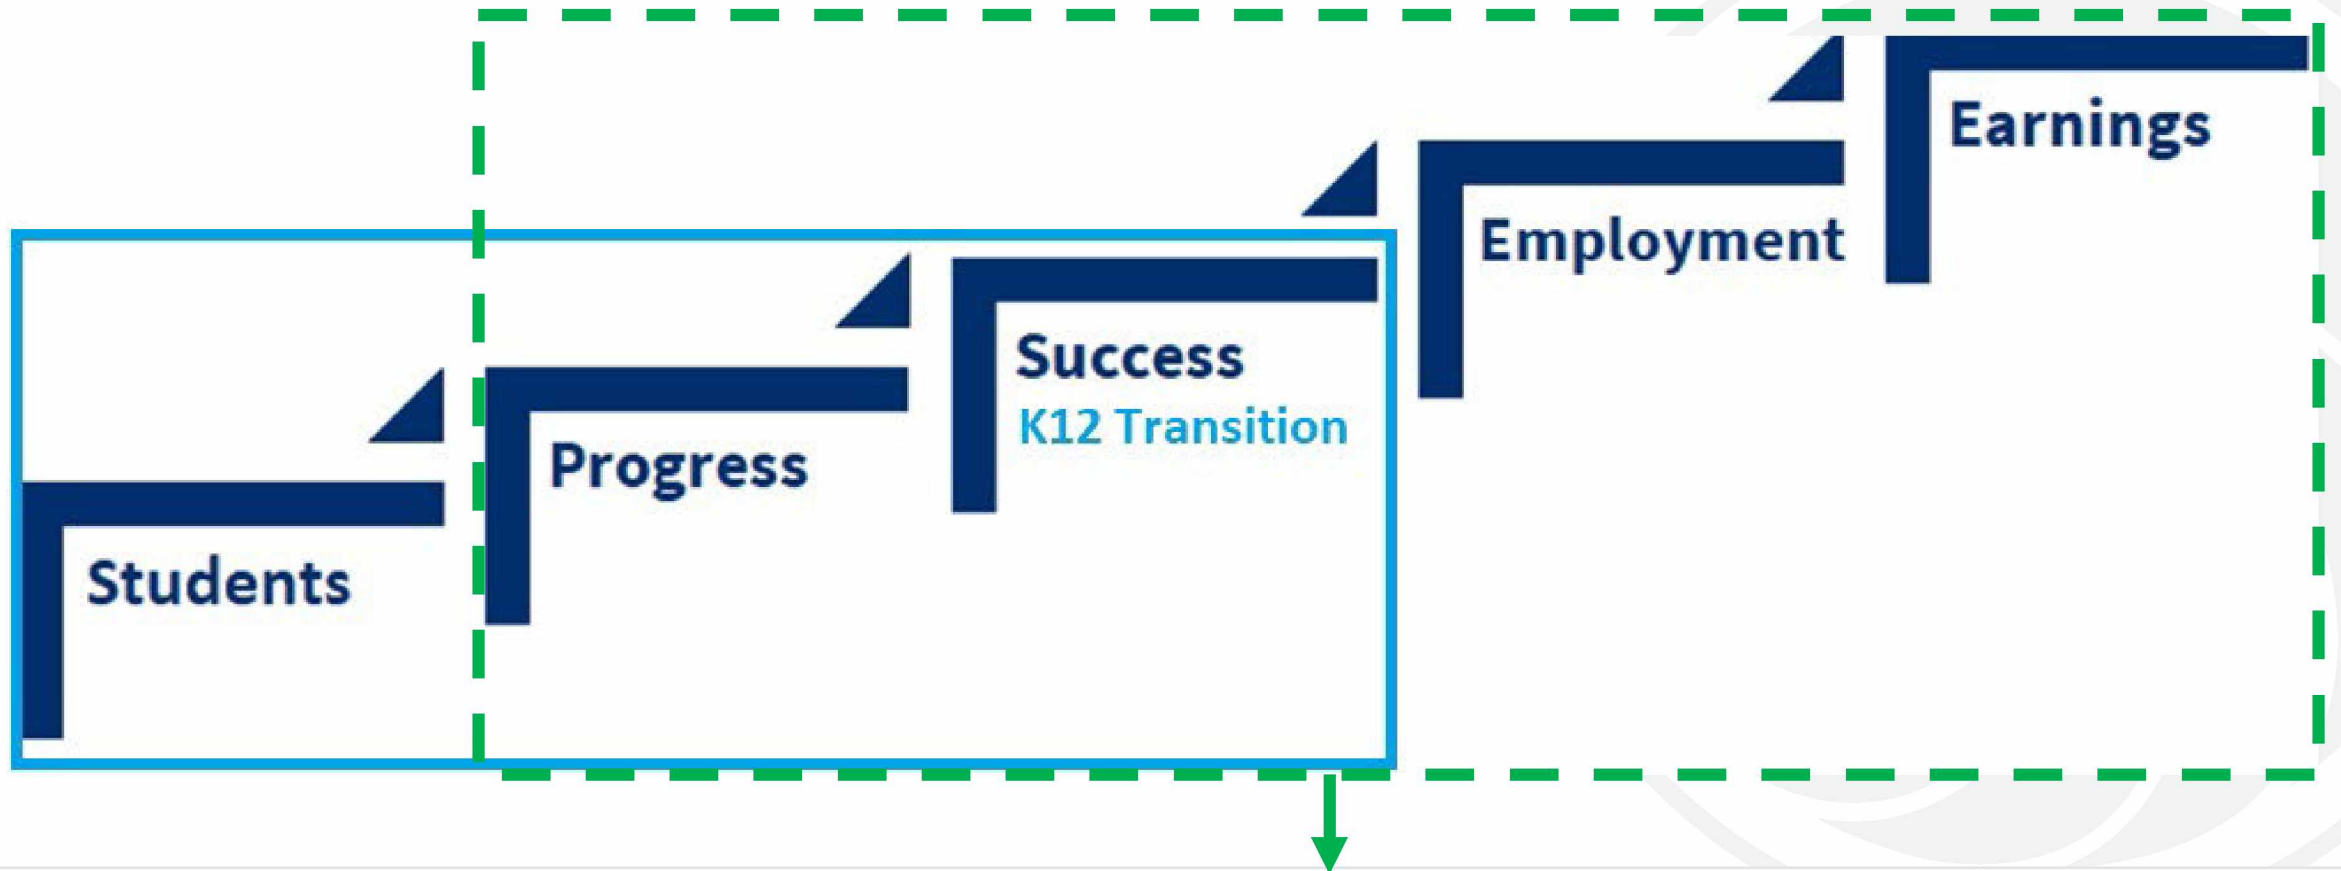 Students
Progress
Success
K12 Transition
Employment
Earnings